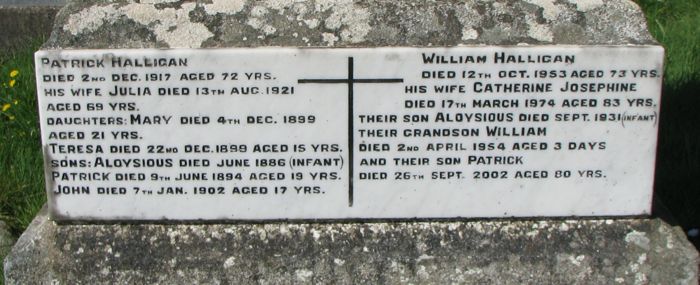 PATRICK HALLIGAN
DIED 2ND DEC. 1917 AGED 72 YRS.
HIS WIFE JULIA DIED 13TH AUG. 1921
AGED 69 YRS.
DAUGHTERS: MARY DIED 4TH DEC. 1899
AGED 21 YRS.
TERESA DIED 22ND DEC. 1899 AGED 15 YRS.
SONS: ALOYSIOUS DIED JUNE 1886 (INFANT)
PATRICK DIED 9TH JUNE 1894 AGED 19 YRS.
JOHN DIED 7TH JAN. 1902 AGED 17 YRS.
WILLIAM HALLIGAN
DIED 12TH OCT. 1953 AGED 73 YRS.
HIS WIFE CATHERINE JOSEPHINE
DIED 17TH MARCH 1974 AGED 83 YRS.
THEIR SON ALOYSIOUS DIED SEPT. 1931 (INFANT)
THEIR GRANDSON WILLIAM
DIED 2ND APRIL 1954 AGED 3 DAYS
AND THEIR SON PATRICK
DIED 26TH SEPT. 2002 AGED 80 YRS.